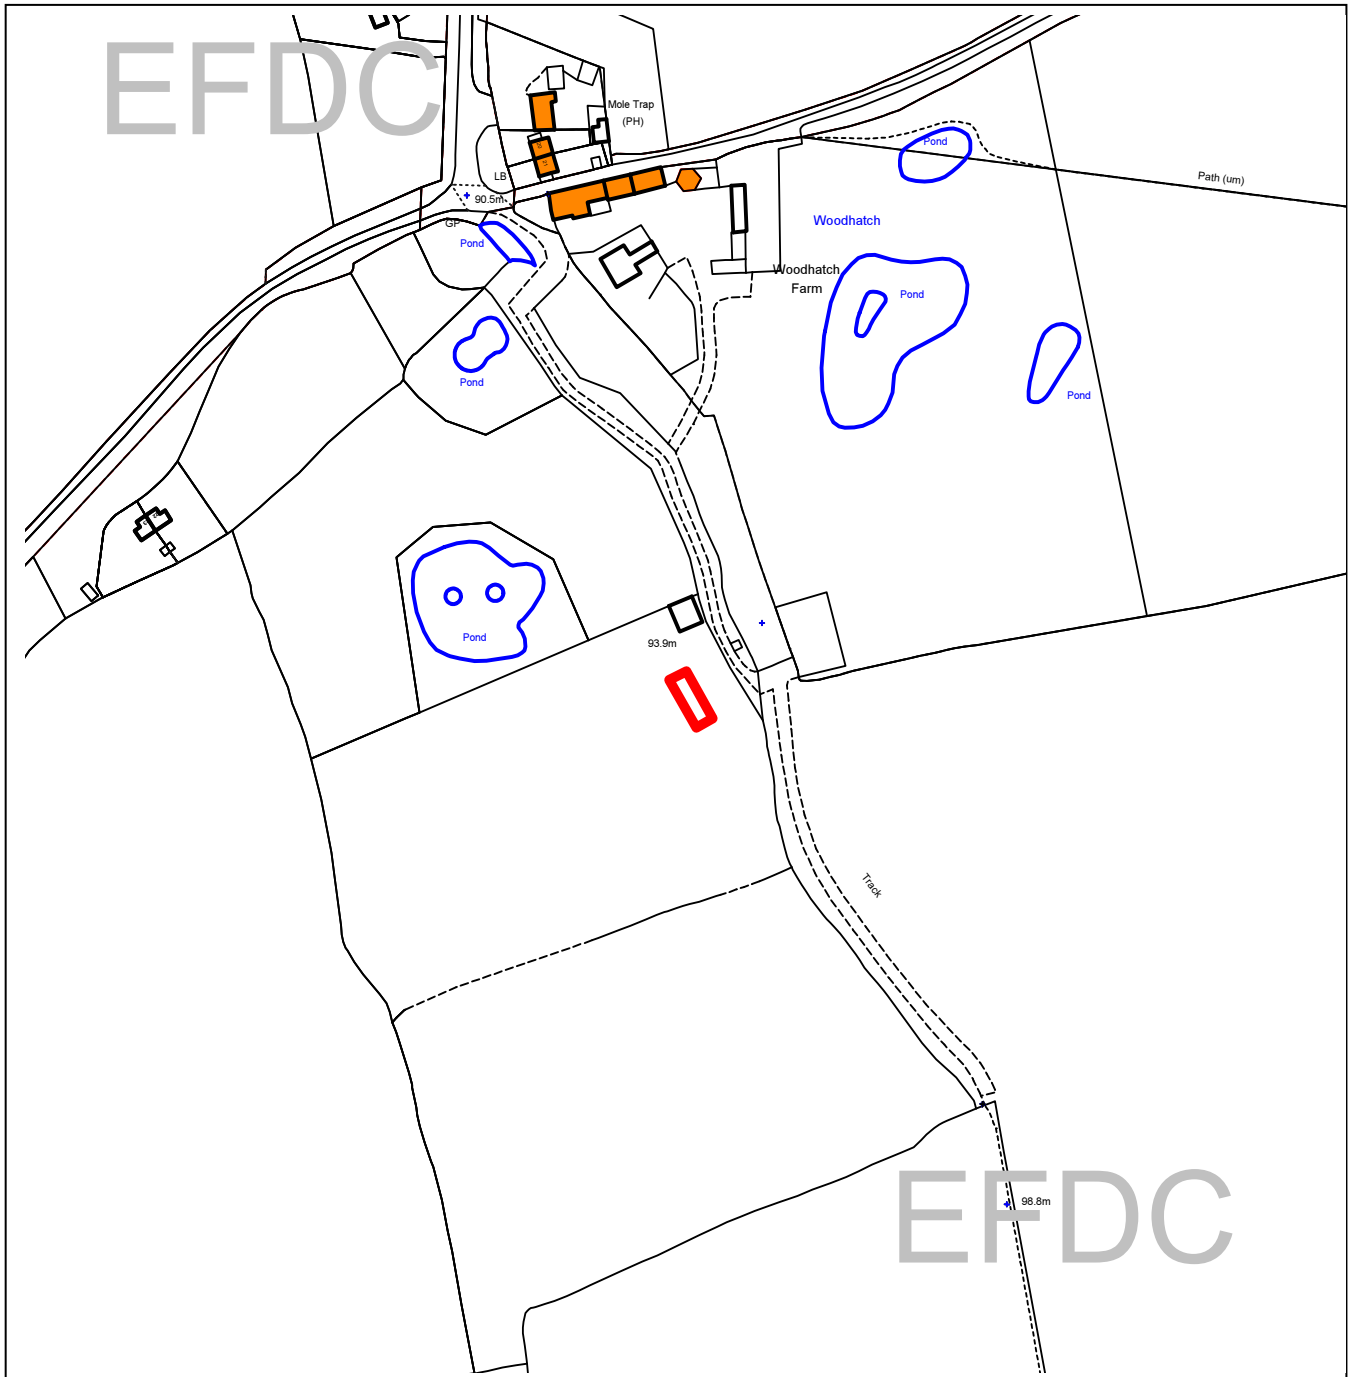 EFDC
Mole Trap
(PH)
Pond
Path (um)
LB
90.5m
GP
Pond
Woodhatch
Woodhatch
Farm
Pond
Pond
Pond
Pond
93.9m
Track
EFDC
98.8m